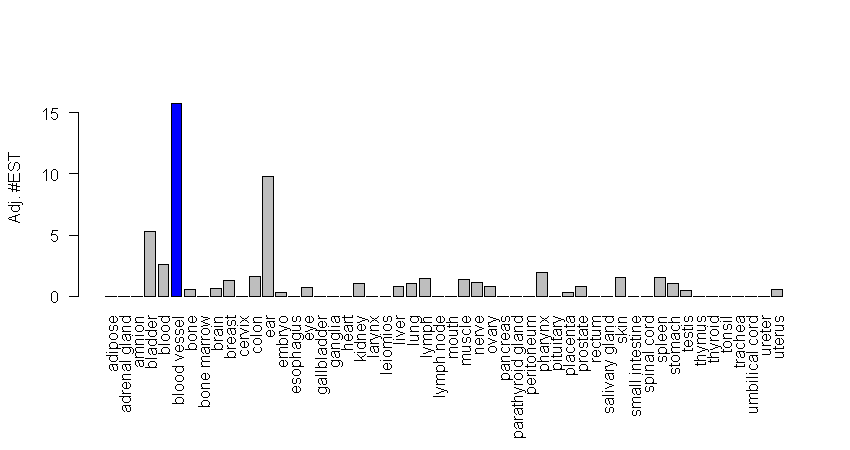 Adj. #EST
15
10
5
0
adipose
adrenal gland
amnion
bladder
blood
blood vessel
bone
bone marrow
brain
breast
cervix
colon
ear
embryo
esophagus
eye
gallbladder
ganglia
heart
kidney
larynx
leiomios
liver
lung
lymph
lymph node
mouth
muscle
nerve
ovary
pancreas
parathyroid gland
peritoneum
pharynx
pituitary
placenta
prostate
rectum
salivary gland
skin
small intestine
spinal cord
spleen
stomach
testis
thymus
thyroid
tonsil
trachea
umbilical cord
ureter
uterus